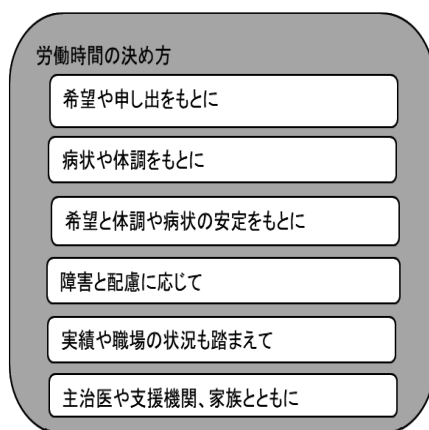 労働時間の決め方
希望や申し出をもとに
病状や体調をもとに
希望と体調や病状の安定をもとに
障害と配慮に応じて
実績や職場の状況も踏まえて
主治医や支援機関、家族とともに